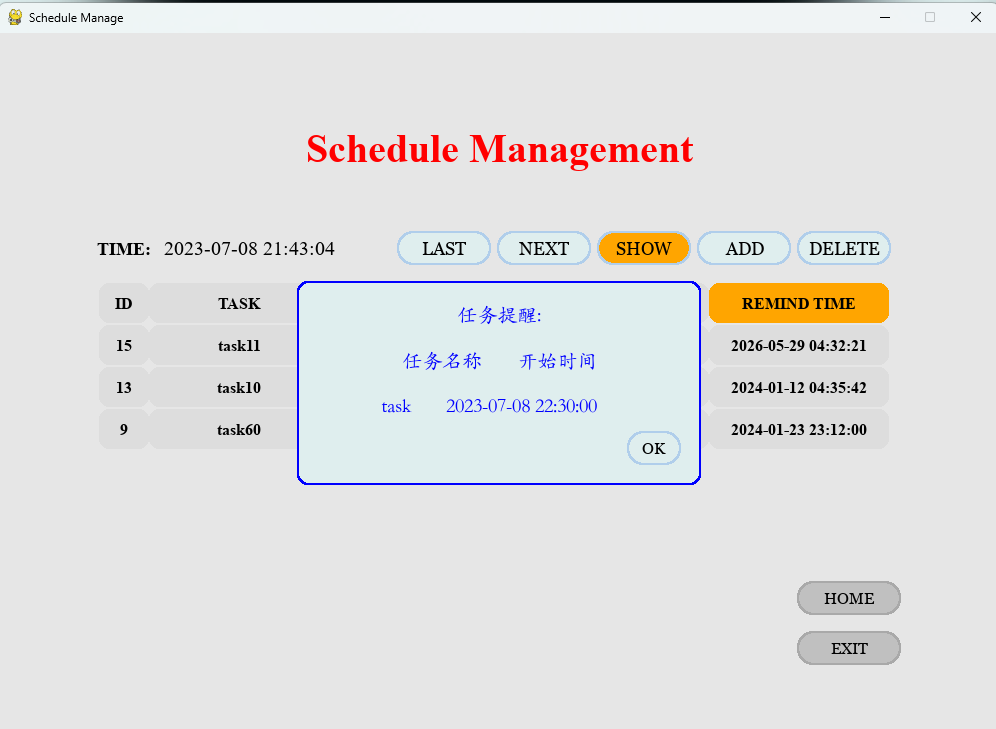 Schedule Manage
Schedule Management
TIME: 2023-07-08 21:43:04 LAST NEXT SHOW ADD DELETE
ID TASK REMIND TIME
15 task11 2026-05-29 04:32:21
13 task10 2024-01-12 04:35:42
9 task60 2024-01-23 23:12:00
任务提醒:
任务名称 开始时间
task 2023-07-08 22:30:00
OK
HOME
EXIT